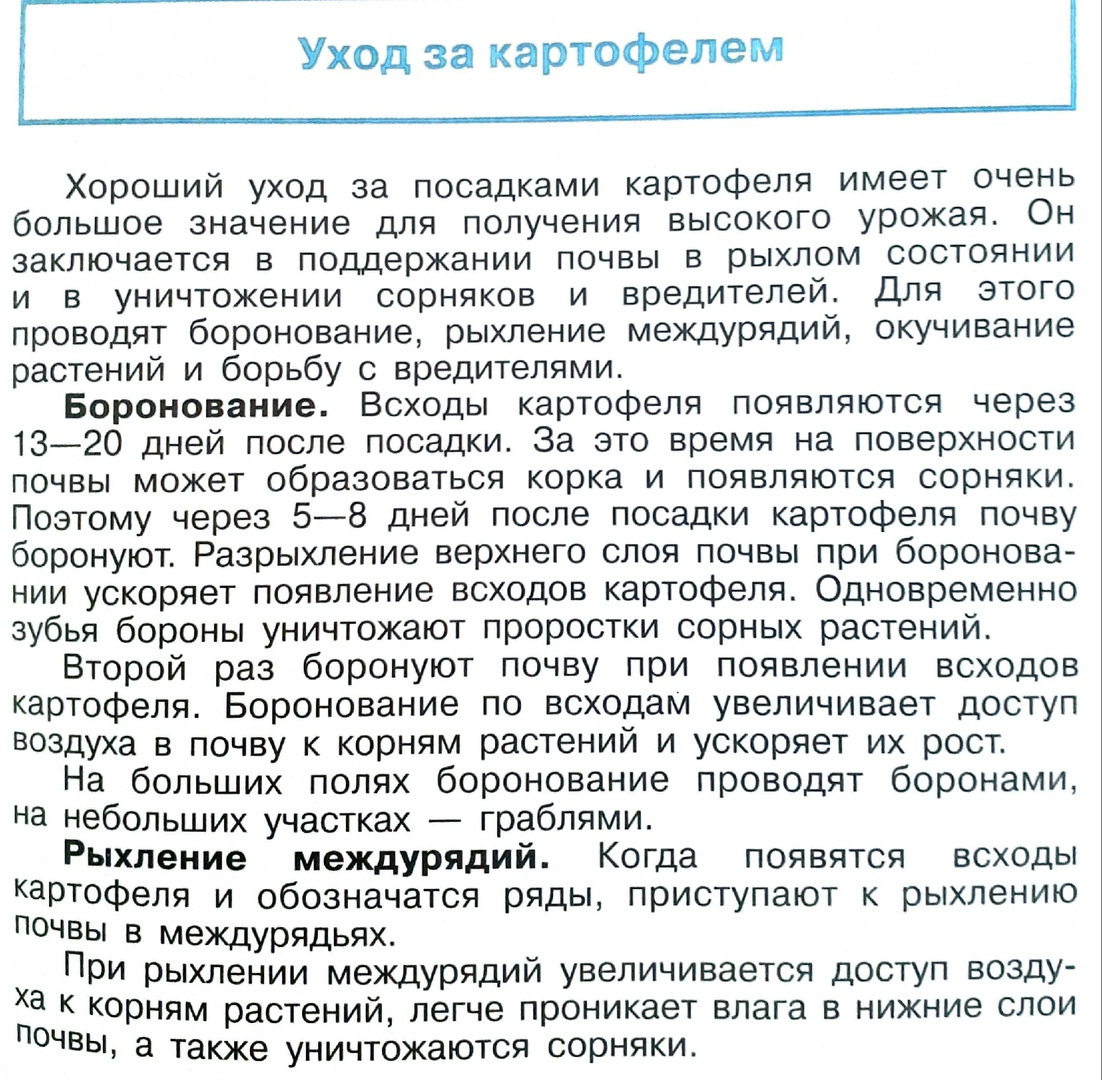 Уход за картофелем
Хороший уход за посадками картофеля имеет очень
большое значение для получения высокого урожая. Он
заключается в поддержании почвы в рыхлом состоянии
и в уничтожении сорняков и вредителей. Для этого
проводят боронование, рыхление междурядий, окучивание
растений и борьбу с вредителями.
Боронование. Всходы картофеля появляются через
13—20 дней после посадки. За это время на поверхности
почвы может образоваться корка и появляются сорняки.
Поэтому через 5—8 дней после посадки картофеля почву
боронуют. Разрыхление верхнего слоя почвы при боронова-
нии ускоряет появление всходов картофеля. Одновременно
зубья бороны уничтожают проростки сорных растений.
Второй раз боронуют почву при появлении всходов
картофеля. Боронование по всходам увеличивает доступ
воздуха в почву к корням растений и ускоряет их рост.
На больших полях боронование проводят боронами,
на небольших участках — граблями.
Рыхление междурядий. Когда появятся всходы
картофеля и обозначатся ряды, приступают к рыхлению
почвы в междурядьях.
При рыхлении междурядий увеличивается доступ возду-
ха к корням растений, легче проникает влага в нижние слои
почвы, а также уничтожаются сорняки.